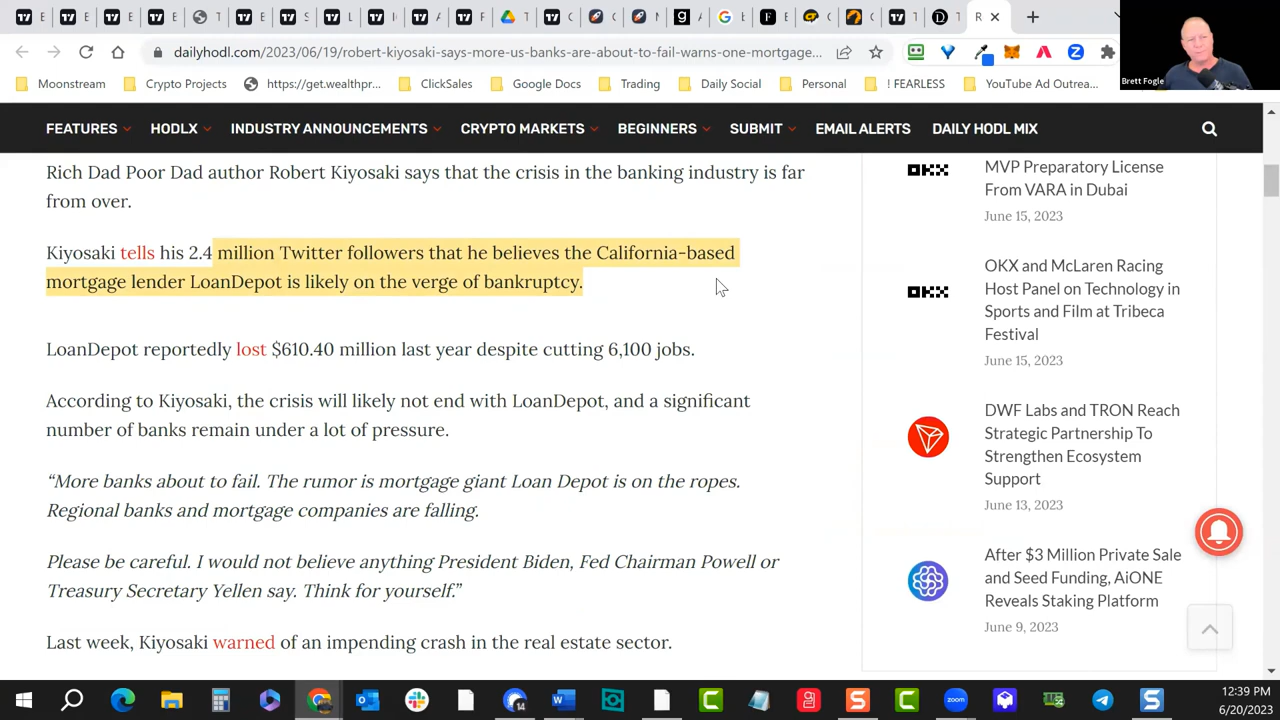 E
E
E
T
E
S
L
I
A
F
T
C
C
N
g
E
F
C
C
T
T
R
dailyhodl.com/2023/06/19/robert-kiyosaki-says-numerous-banks-are-about-to-fail-warns-one-mortgage...
Brett Fogle
Moonstream
Crypto Projects
https://get.wealthpr...
ClickSales
Google Docs
Trading
Daily Social
Personal
! FEARLESS
YouTube Ad Outrea...
FEATURES
HODLX
INDUSTRY ANNOUNCEMENTS
CRYPTO MARKETS
BEGINNERS
SUBMIT
EMAIL ALERTS
DAILY HODL MIX
Rich Dad Poor Dad author Robert Kiyosaki says that the crisis in the banking industry is far
from over.
Kiyosaki tells his 2.4 million Twitter followers that he believes the California-based
mortgage lender LoanDepot is likely on the verge of bankruptcy.
LoanDepot reportedly lost $610.40 million last year despite cutting 6,100 jobs.
According to Kiyosaki, the crisis will likely not end with LoanDepot, and a significant
number of banks remain under a lot of pressure.
“More banks about to fail. The rumor is mortgage giant Loan Depot is on the ropes.
Regional banks and mortgage companies are falling.
Please be careful. I would not believe anything President Biden, Fed Chairman Powell or
Treasury Secretary Yellen say. Think for yourself.”
Last week, Kiyosaki warned of an impending crash in the real estate sector.
OKX
MVP Preparatory License
From VARA in Dubai
June 15, 2023
OKX
OKX and McLaren Racing
Host Panel on Technology in
Sports and Film at Tribeca
Festival
June 15, 2023
DWF Labs and TRON Reach
Strategic Partnership To
Strengthen Ecosystem
Support
June 13, 2023
After $3 Million Private Sale
and Seed Funding, AiONE
Reveals Staking Platform
June 9, 2023
14
zoom
12:39 PM
6/20/2023